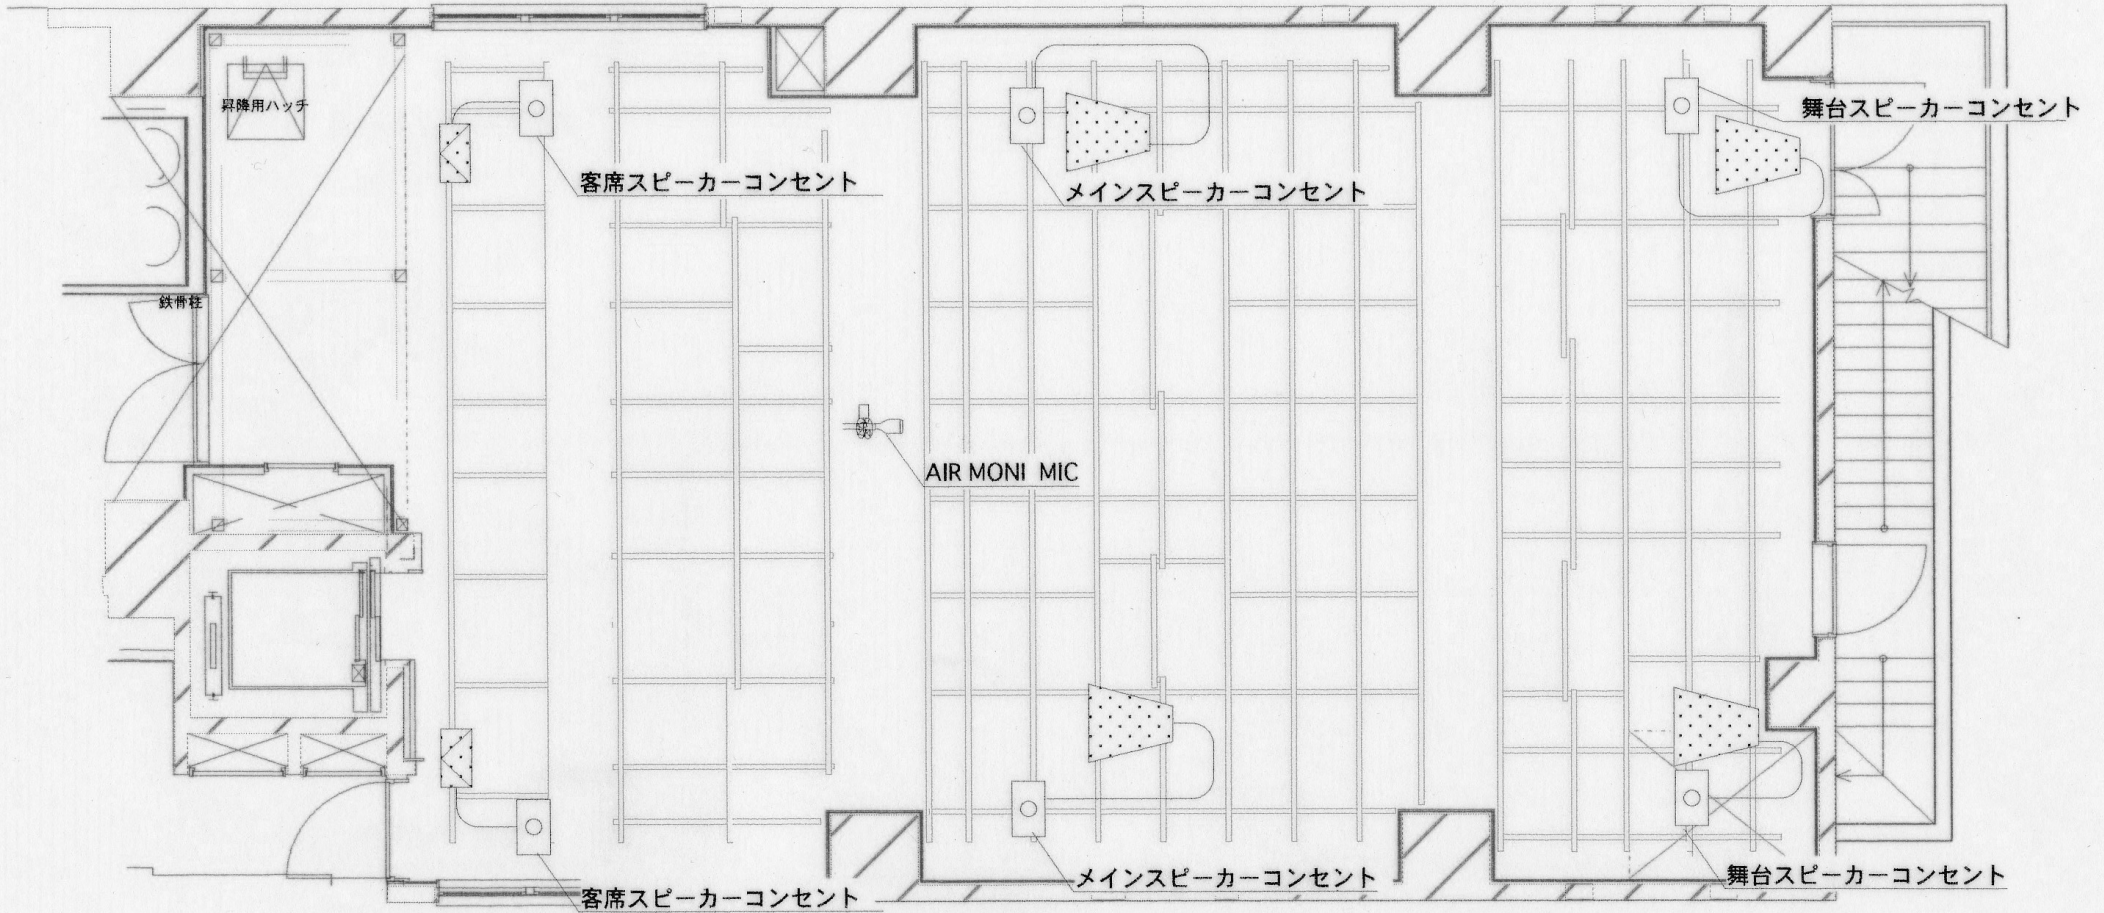 昇降用ハッチ
舞台スピーカーコンセント
客席スピーカーコンセント
メインスピーカーコンセント
鉄骨柱
AIR MONI MIC
メインスピーカーコンセント
舞台スピーカーコンセント
客席スピーカーコンセント